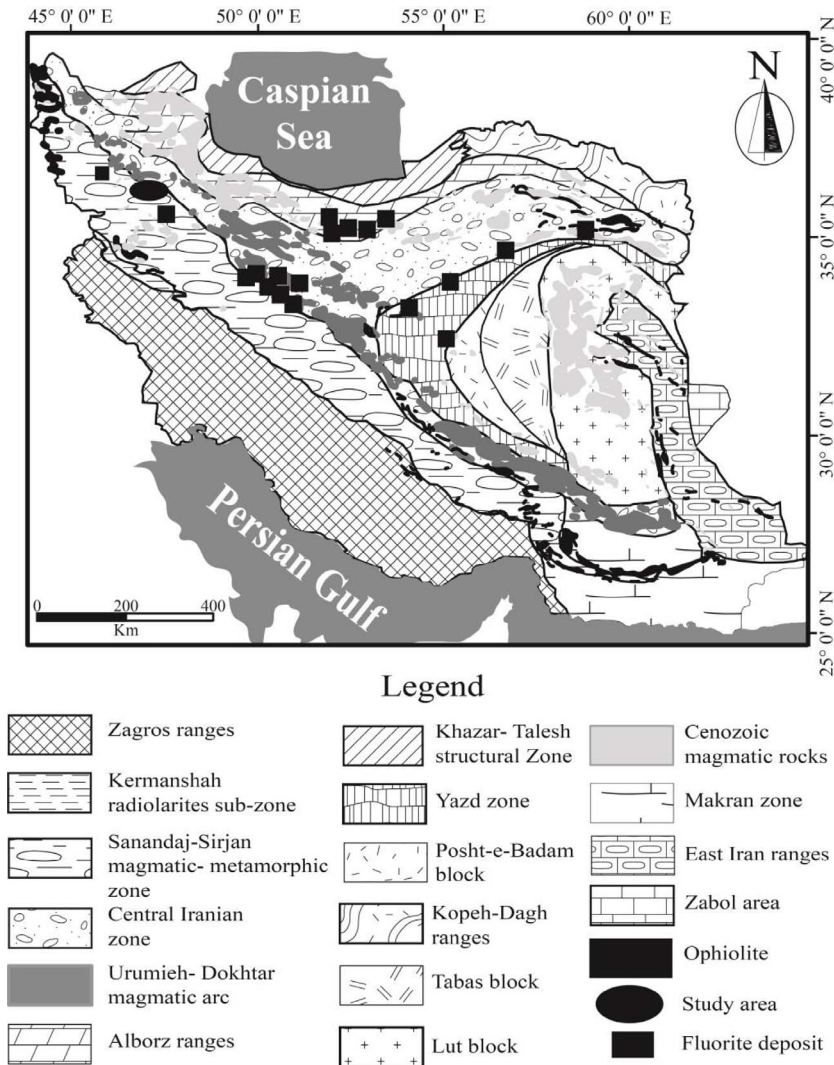 45° 0' 0" E
50° 0' 0" E
55° 0' 0" E
60° 0' 0" E
Caspian
Sea
N
40° 0' 0" N
35° 0' 0" N
30° 0' 0" N
25° 0' 0" N
Persian Gulf
0 200 400
Km
Legend
Zagros ranges
Kermanshah
radiolarites sub-zone
Sanandaj-Sirjan
magmatic- metamorphic
zone
Central Iranian
zone
Urumieh- Dokhtar
magmatic arc
Alborz ranges
Khazar- Talesh
structural Zone
Yazd zone
Posht-e-Badam
block
Kopeh-Dagh
ranges
Tabas block
Lut block
Cenozoic
magmatic rocks
Makran zone
East Iran ranges
Zabol area
Ophiolite
Study area
Fluorite deposit